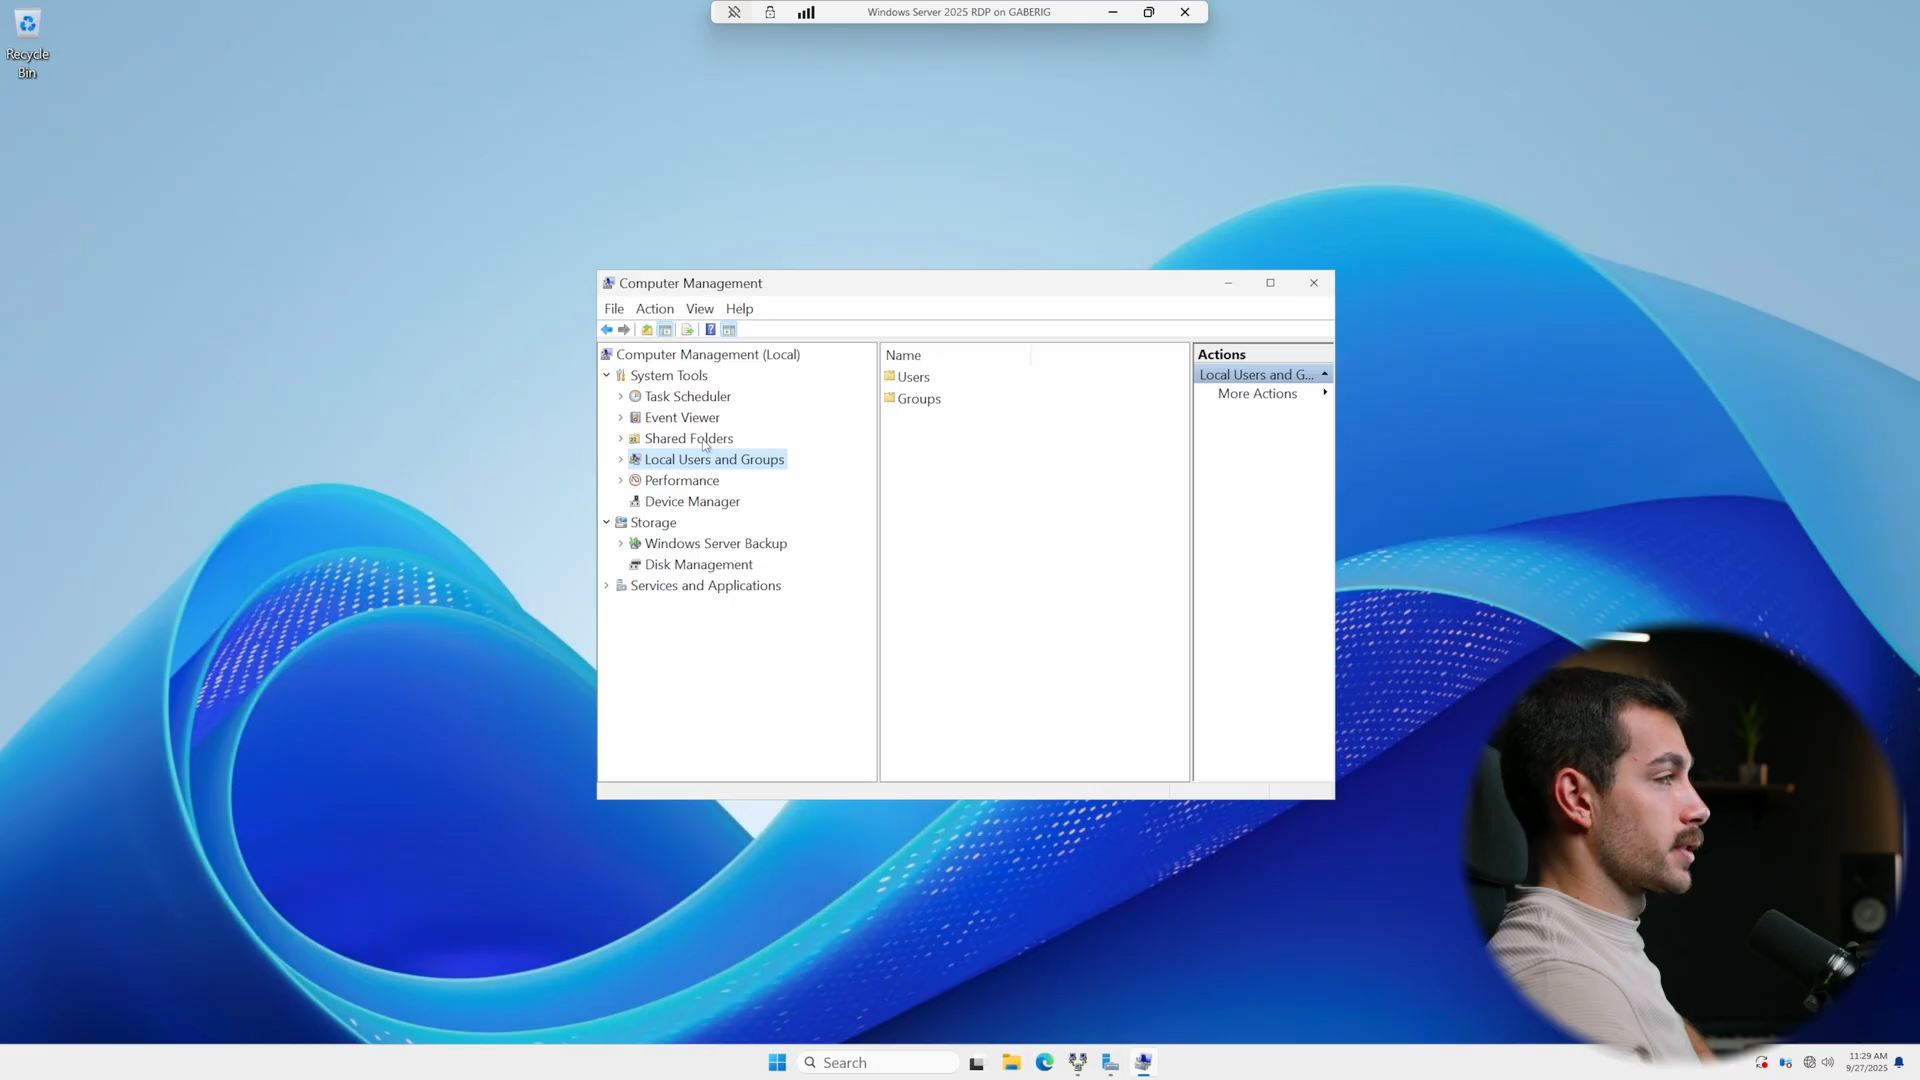 Recycle
Bin
Windows Server 2025 RDP on GABERIG
Computer Management
File Action View Help
Computer Management (Local)
System Tools
Task Scheduler
Event Viewer
Shared Folders
Local Users and Groups
Performance
Device Manager
Storage
Windows Server Backup
Disk Management
Services and Applications
Name
Users
Groups
Actions
Local Users and G...
More Actions
Search
11:29 AM
9/27/2025